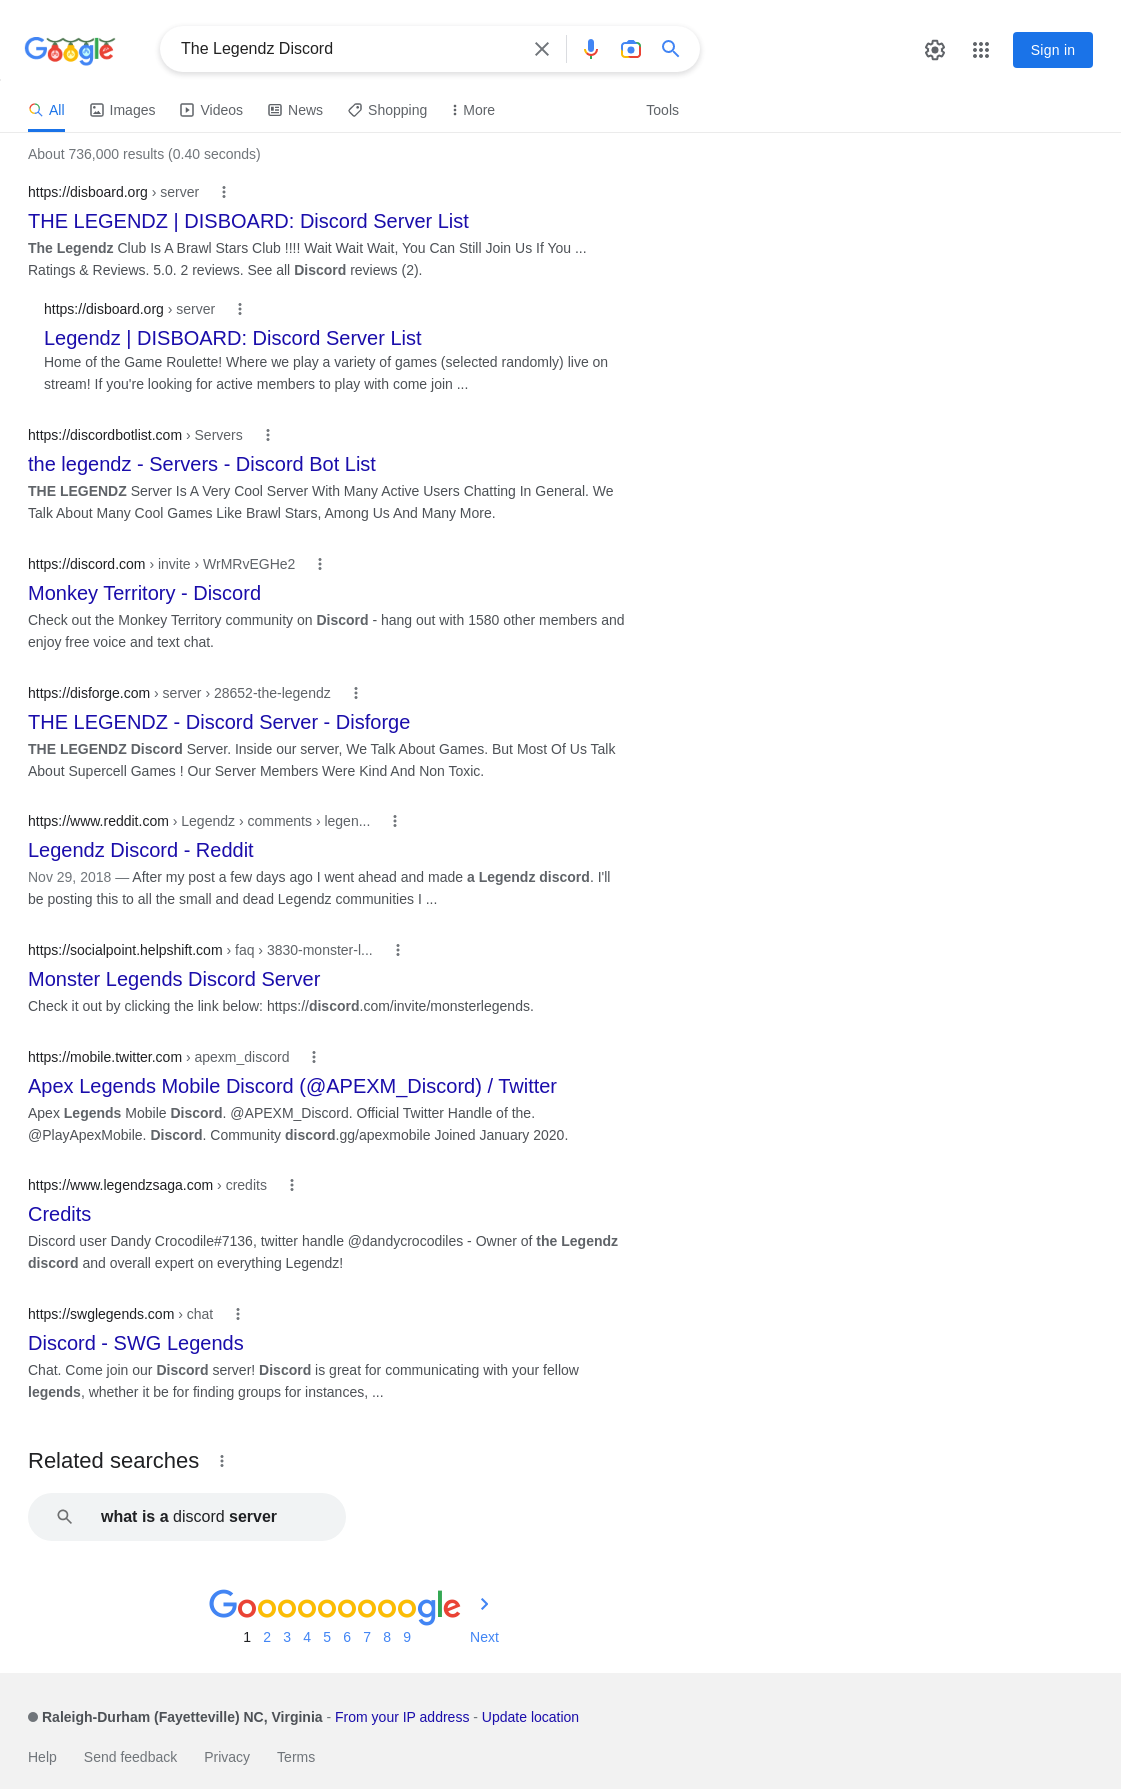 Google
The Legendz Discord
Sign in
All Images Videos News Shopping More Tools
About 736,000 results (0.40 seconds)
https://disboard.org › server
THE LEGENDZ | DISBOARD: Discord Server List
The Legendz Club Is A Brawl Stars Club !!!! Wait Wait Wait, You Can Still Join Us If You ...
Ratings & Reviews. 5.0. 2 reviews. See all Discord reviews (2).
https://disboard.org › server
Legendz | DISBOARD: Discord Server List
Home of the Game Roulette! Where we play a variety of games (selected randomly) live on
stream! If you're looking for active members to play with come join ...
https://discordbotlist.com › Servers
the legendz - Servers - Discord Bot List
THE LEGENDZ Server Is A Very Cool Server With Many Active Users Chatting In General. We
Talk About Many Cool Games Like Brawl Stars, Among Us And Many More.
https://discord.com › invite › WrMRvEGHe2
Monkey Territory - Discord
Check out the Monkey Territory community on Discord - hang out with 1580 other members and
enjoy free voice and text chat.
https://disforge.com › server › 28652-the-legendz
THE LEGENDZ - Discord Server - Disforge
THE LEGENDZ Discord Server. Inside our server, We Talk About Games. But Most Of Us Talk
About Supercell Games ! Our Server Members Were Kind And Non Toxic.
https://www.reddit.com › Legendz › comments › legen...
Legendz Discord - Reddit
Nov 29, 2018 — After my post a few days ago I went ahead and made a Legendz discord. I'll
be posting this to all the small and dead Legendz communities I ...
https://socialpoint.helpshift.com › faq › 3830-monster-l...
Monster Legends Discord Server
Check it out by clicking the link below: https://discord.com/invite/monsterlegends.
https://mobile.twitter.com › apexm_discord
Apex Legends Mobile Discord (@APEXM_Discord) / Twitter
Apex Legends Mobile Discord. @APEXM_Discord. Official Twitter Handle of the.
@PlayApexMobile. Discord. Community discord.gg/apexmobile Joined January 2020.
https://www.legendzsaga.com › credits
Credits
Discord user Dandy Crocodile#7136, twitter handle @dandycrocodiles - Owner of the Legendz
discord and overall expert on everything Legendz!
https://swglegends.com › chat
Discord - SWG Legends
Chat. Come join our Discord server! Discord is great for communicating with your fellow
legends, whether it be for finding groups for instances, ...
Related searches
what is a discord server
Goooooooooogle
1 2 3 4 5 6 7 8 9 Next
Raleigh-Durham (Fayetteville) NC, Virginia - From your IP address - Update location
Help Send feedback Privacy Terms